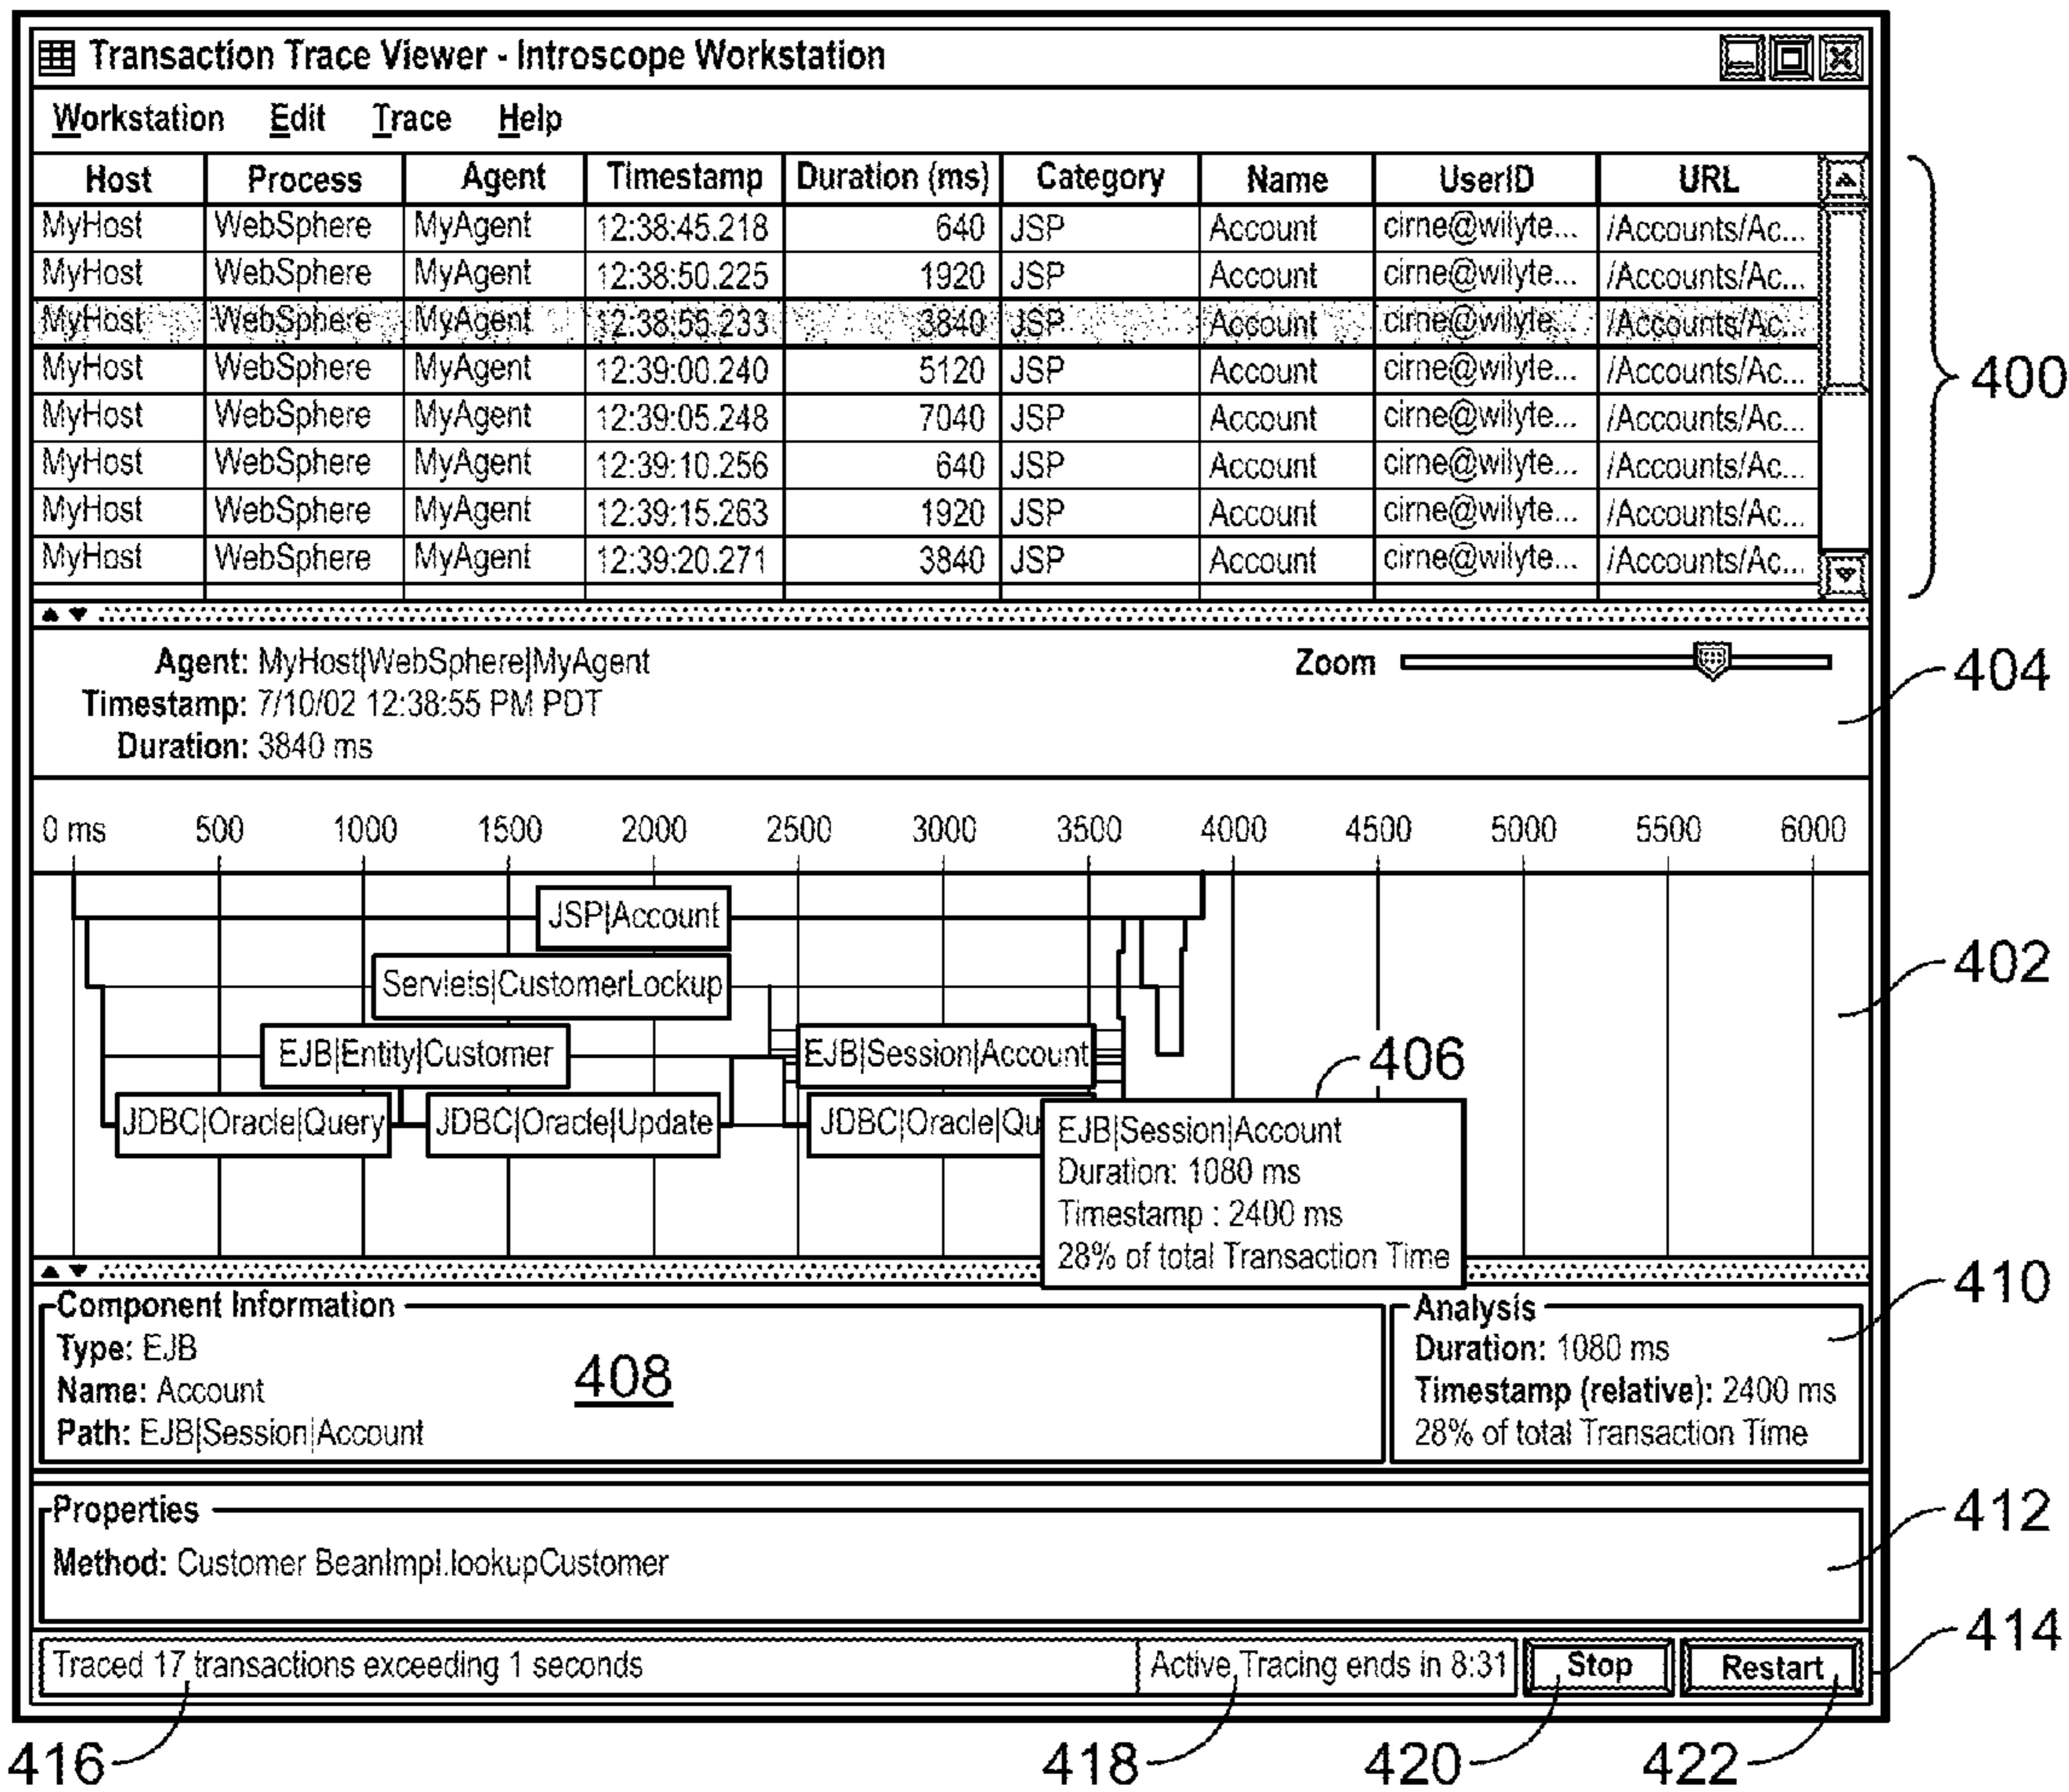 Transaction Trace Viewer - Introscope Workstation
Workstation Edit Trace Help
Host Process Agent Timestamp Duration (ms) Category Name UserID URL
MyHost WebSphere MyAgent 12:38:45.218 640 JSP Account cirne@wilyte... /Accounts/Ac...
MyHost WebSphere MyAgent 12:38:50.225 1920 JSP Account cirne@wilyte... /Accounts/Ac...
MyHost WebSphere MyAgent 12:38:55.233 3840 JSP Account cirne@wilyte... /Accounts/Ac...
MyHost WebSphere MyAgent 12:39:00.240 5120 JSP Account cirne@wilyte... /Accounts/Ac...
MyHost WebSphere MyAgent 12:39:05.248 7040 JSP Account cirne@wilyte... /Accounts/Ac...
MyHost WebSphere MyAgent 12:39:10.256 640 JSP Account cirne@wilyte... /Accounts/Ac...
MyHost WebSphere MyAgent 12:39:15.263 1920 JSP Account cirne@wilyte... /Accounts/Ac...
MyHost WebSphere MyAgent 12:39:20.271 3840 JSP Account cirne@wilyte... /Accounts/Ac...
400
Agent: MyHost|WebSphere|MyAgent
Zoom
404
Timestamp: 7/10/02 12:38:55 PM PDT
Duration: 3840 ms
0 ms 500 1000 1500 2000 2500 3000 3500 4000 4500 5000 5500 6000
JSP|Account
Servlets|CustomerLockup
402
EJB|Entity|Customer
EJB|Session|Account
406
JDBC|Oracle|Query
JDBC|Oracle|Update
JDBC|Oracle|Qu
EJB|Session|Account
Duration: 1080 ms
Timestamp : 2400 ms
28% of total Transaction Time
410
Component Information
Type: EJB
Name: Account
Path: EJB|Session|Account
408
Analysis
Duration: 1080 ms
Timestamp (relative): 2400 ms
28% of total Transaction Time
Properties
412
Method: Customer BeanImpl.lookupCustomer
414
Traced 17 transactions exceeding 1 seconds
Active Tracing ends in 8:31
Stop
Restart
416 418 420 422